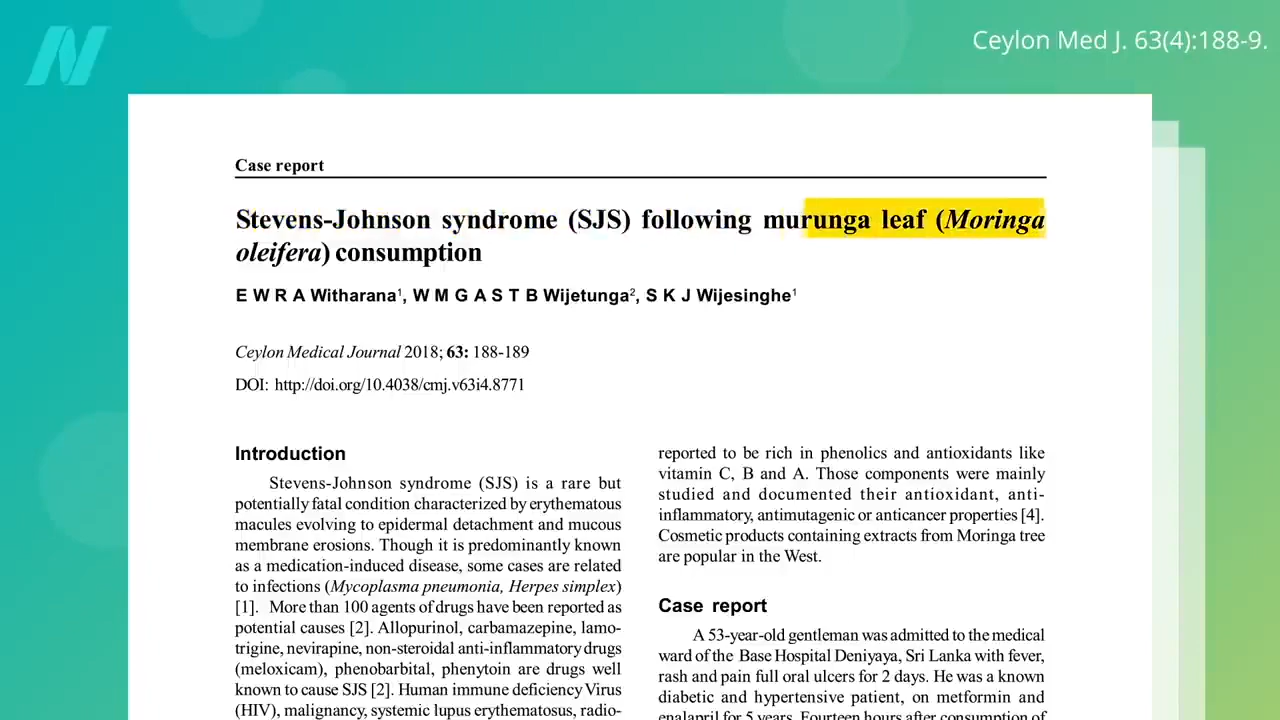 Ceylon Med J. 63(4):188-9.
Case report
Stevens-Johnson syndrome (SJS) following murunga leaf (Moringa
oleifera) consumption
E W R A Witharana¹, W M G A S T B Wijetunga², S K J Wijesinghe¹
Ceylon Medical Journal 2018; 63: 188-189
DOI: http://doi.org/10.4038/cmj.v63i4.8771
Introduction
Stevens-Johnson syndrome (SJS) is a rare but
potentially fatal condition characterized by erythematous
macules evolving to epidermal detachment and mucous
membrane erosions. Though it is predominantly known
as a medication-induced disease, some cases are related
to infections (Mycoplasma pneumonia, Herpes simplex)
[1]. More than 100 agents of drugs have been reported as
potential causes [2]. Allopurinol, carbamazepine, lamo-
trigine, nevirapine, non-steroidal anti-inflammatory drugs
(meloxicam), phenobarbital, phenytoin are drugs well
known to cause SJS [2]. Human immune deficiency Virus
(HIV), malignancy, systemic lupus erythematosus, radio-
reported to be rich in phenolics and antioxidants like
vitamin C, B and A. Those components were mainly
studied and documented their antioxidant, anti-
inflammatory, antimutagenic or anticancer properties [4].
Cosmetic products containing extracts from Moringa tree
are popular in the West.
Case report
A 53-year-old gentleman was admitted to the medical
ward of the Base Hospital Deniyaya, Sri Lanka with fever,
rash and pain full oral ulcers for 2 days. He was a known
diabetic and hypertensive patient, on metformin and
enalapril for 5 years. Fourteen hours after consumption of